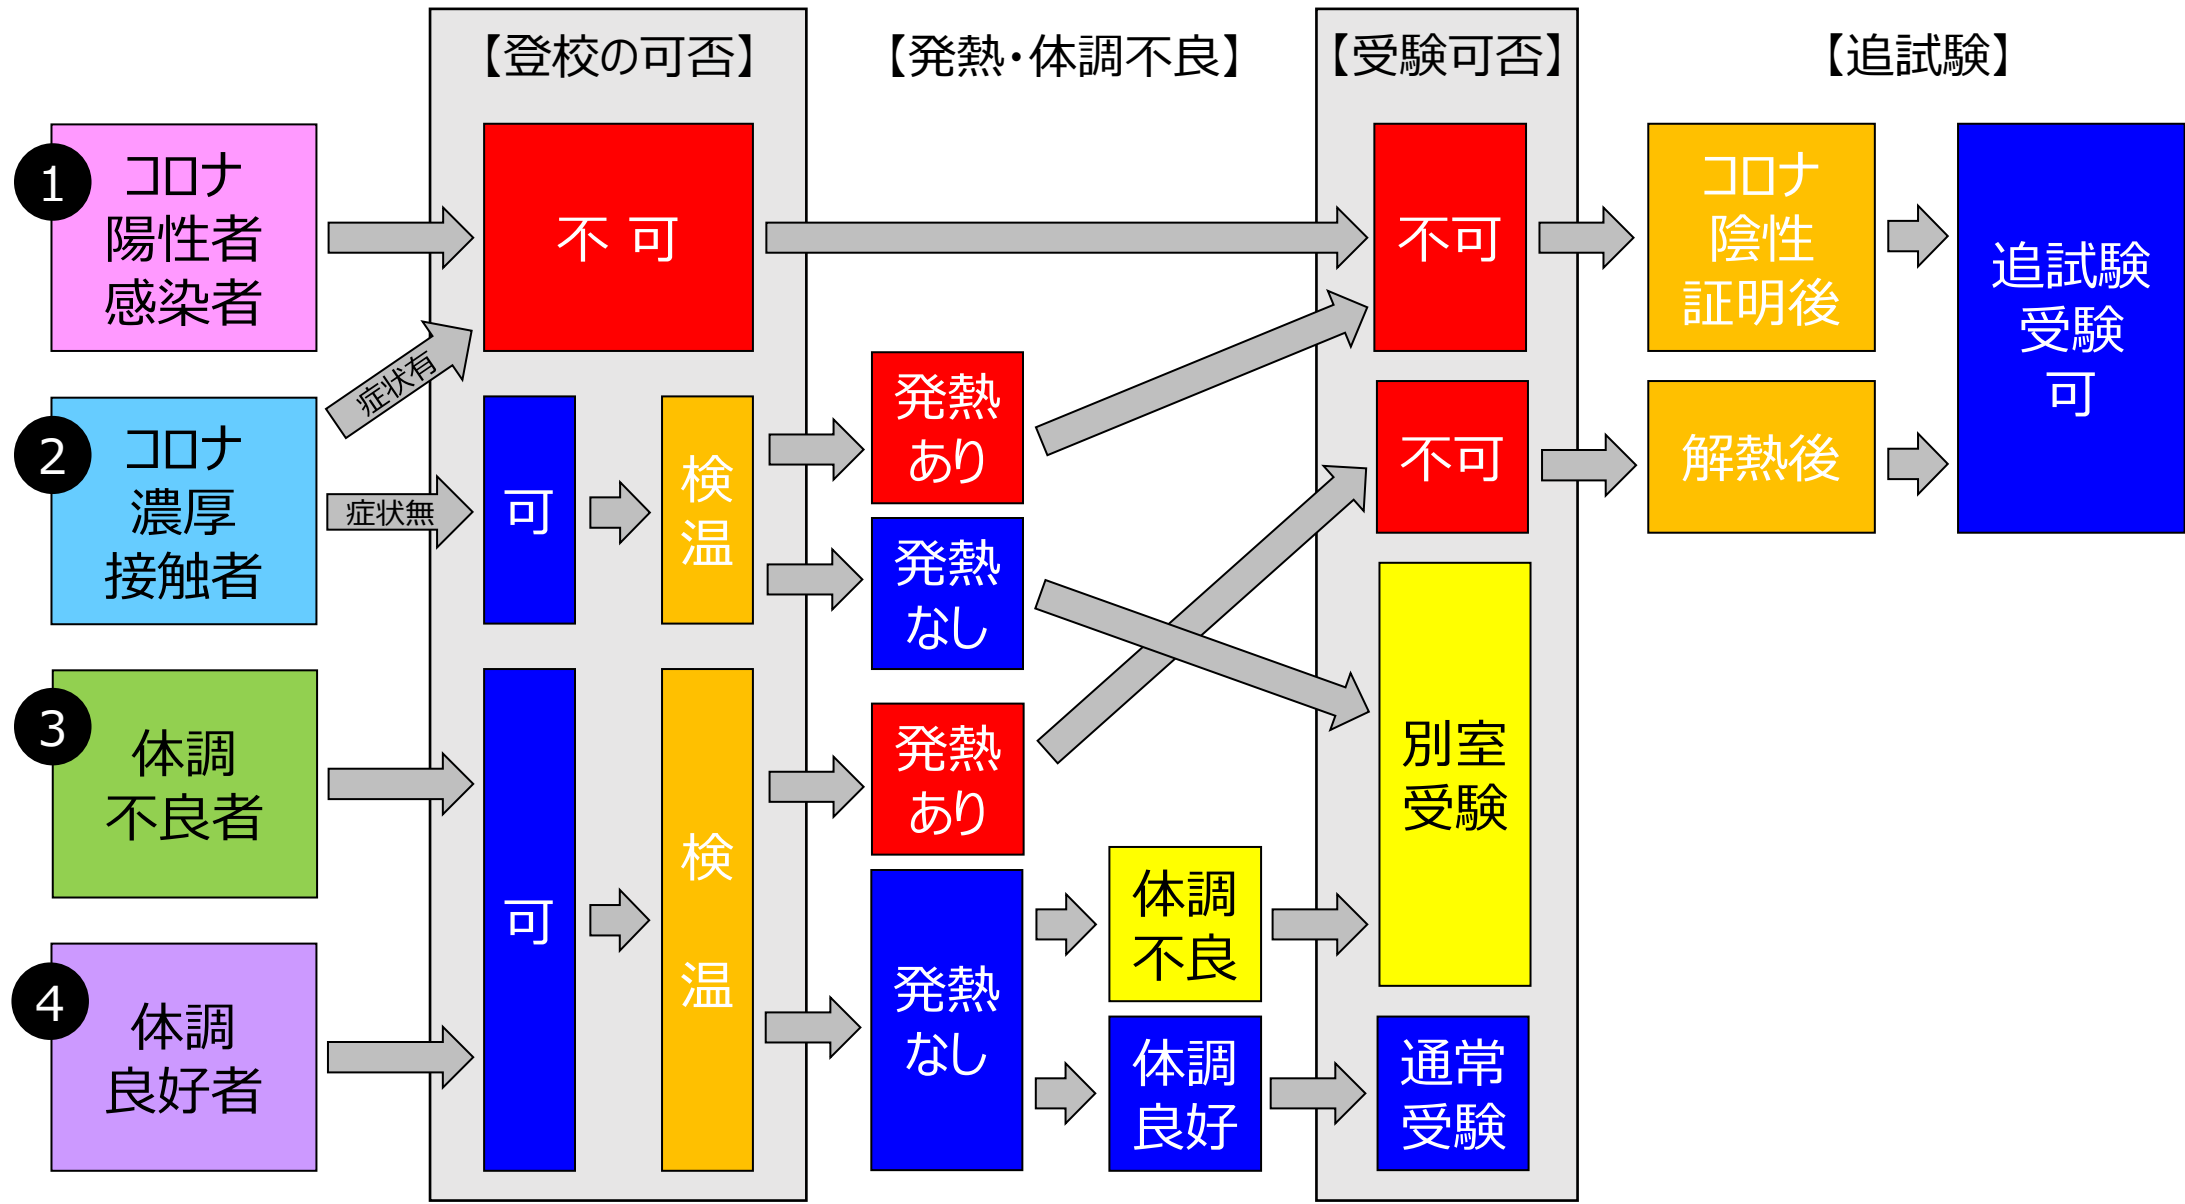 【登校の可否】
【発熱・体調不良】
【受験可否】
【追試験】
1
コロナ
陽性者
感染者
不 可
不可
コロナ
陰性
証明後
追試験
受験
可
症状有
2
コロナ
濃厚
接触者
症状無
可
検
温
発熱
あり
発熱
なし
不可
解熱後
別室
受験
3
体調
不良者
4
体調
良好者
可
検
温
発熱
あり
発熱
なし
体調
不良
体調
良好
通常
受験